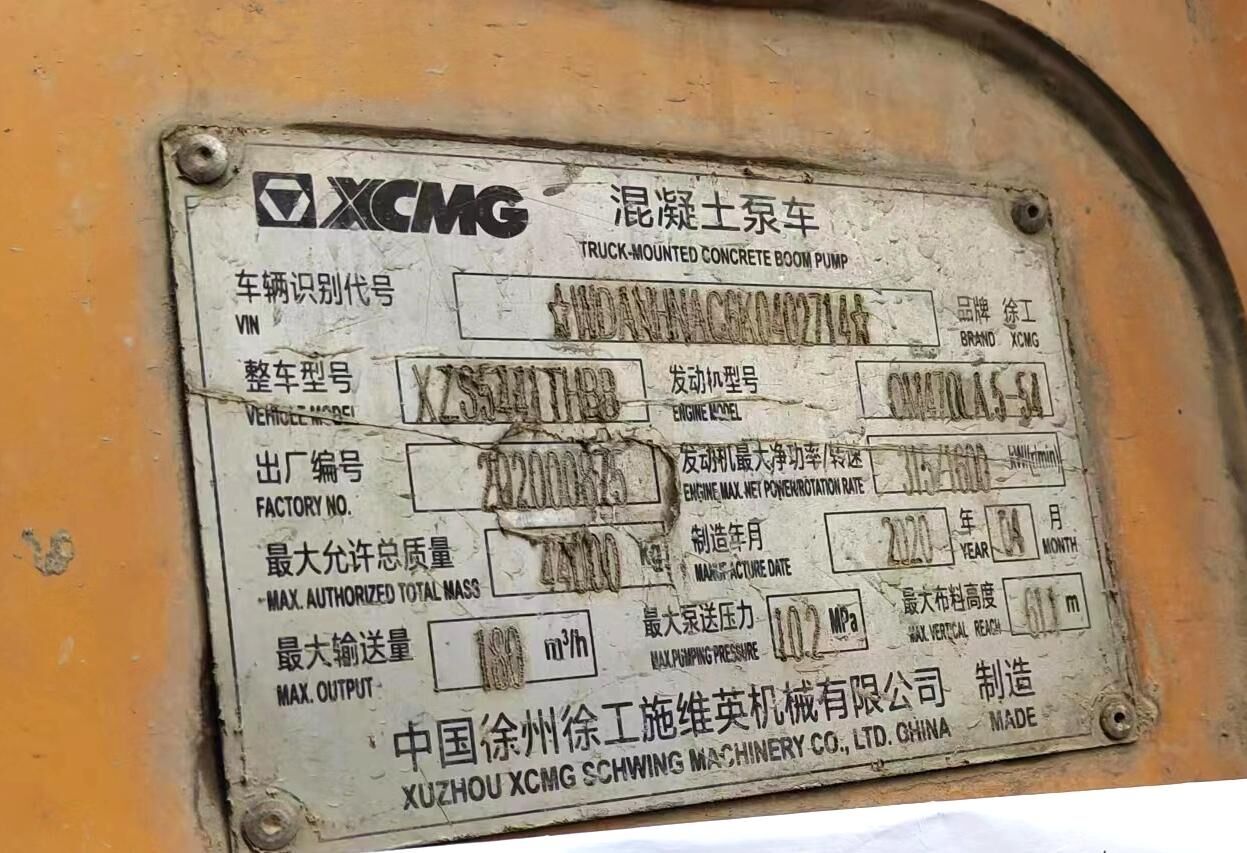 XCMG 混凝土泵车
TRUCK-MOUNTED CONCRETE BOOM PUMP
车辆识别代号 品牌 徐工
VIN BRAND XCMG
整车型号 发动机型号
VEHICLE MODEL ENGINE MODEL
出厂编号 发动机最大净功率/转速 315/1600 kW/(r/min)
FACTORY NO. ENGINE MAX. NET POWER/ROTATION RATE
最大允许总质量 Kg 制造年月 2020 年 月
MAX. AUTHORIZED TOTAL MASS MANUFACTURE DATE YEAR MONTH
最大输送量 180 m³/h 最大泵送压力 10.2 MPa 最大布料高度 m
MAX. OUTPUT MAX.PUMPING PRESSURE MAX. VERTICAL REACH
中国徐州徐工施维英机械有限公司 制造
XUZHOU XCMG SCHWING MACHINERY CO., LTD. CHINA MADE